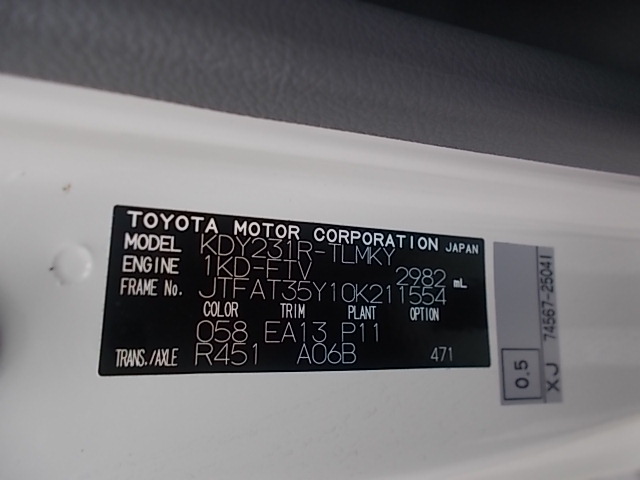 TOYOTA MOTOR CORPORATION JAPAN
MODEL KDY231R-TLMKY
ENGINE 1KD-FTV 2982 mL
FRAME No. JTFAT35Y10K211554
COLOR TRIM PLANT OPTION
058 EA13 P11
TRANS./AXLE R451 A06B 471
0.5
XJ 74567-25041